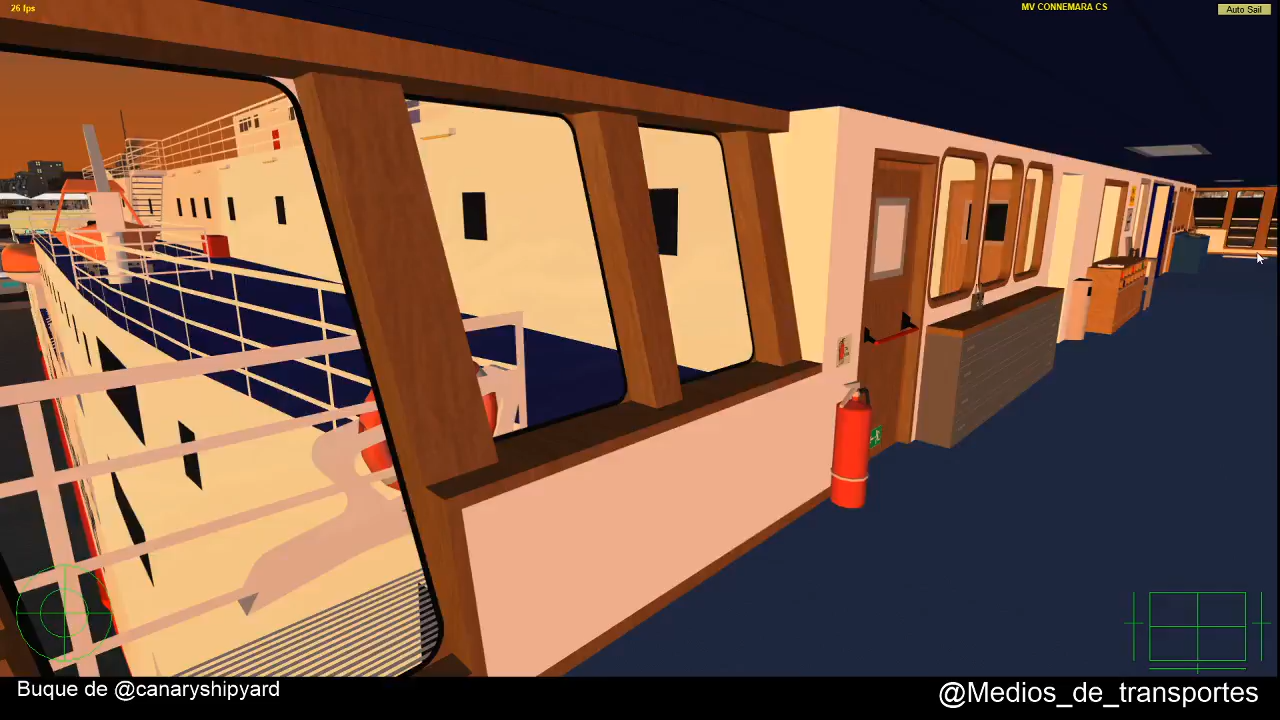 26 fps
MV CONNEMARA CS
Auto Sail
Buque de @canaryshipyard
@Medios_de_transportes